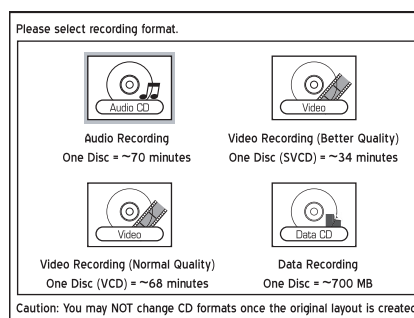 Please select recording format.
Audio CD
Audio Recording
One Disc = ~70 minutes
Video
Video Recording (Better Quality)
One Disc (SVCD) = ~34 minutes
Video
Video Recording (Normal Quality)
One Disc (VCD) = ~68 minutes
Data CD
Data Recording
One Disc = ~700 MB
Caution: You may NOT change CD formats once the original layout is created